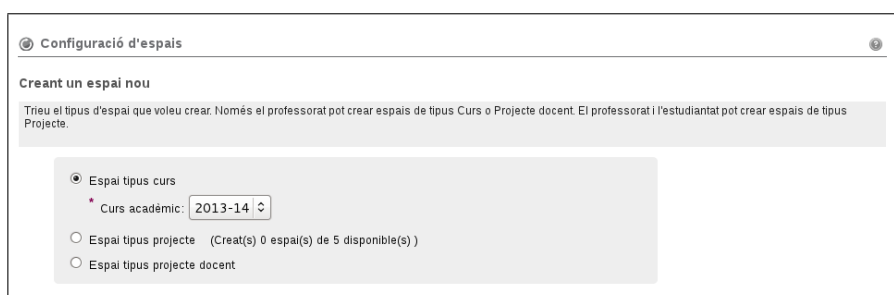 Configuració d'espais
Creant un espai nou
Trieu el tipus d'espai que voleu crear. Només el professorat pot crear espais de tipus Curs o Projecte docent. El professorat i l'estudiantat pot crear espais de tipus
Projecte.
Espai tipus curs
* Curs acadèmic: 2013-14
Espai tipus projecte (Creat(s) 0 espai(s) de 5 disponible(s) )
Espai tipus projecte docent